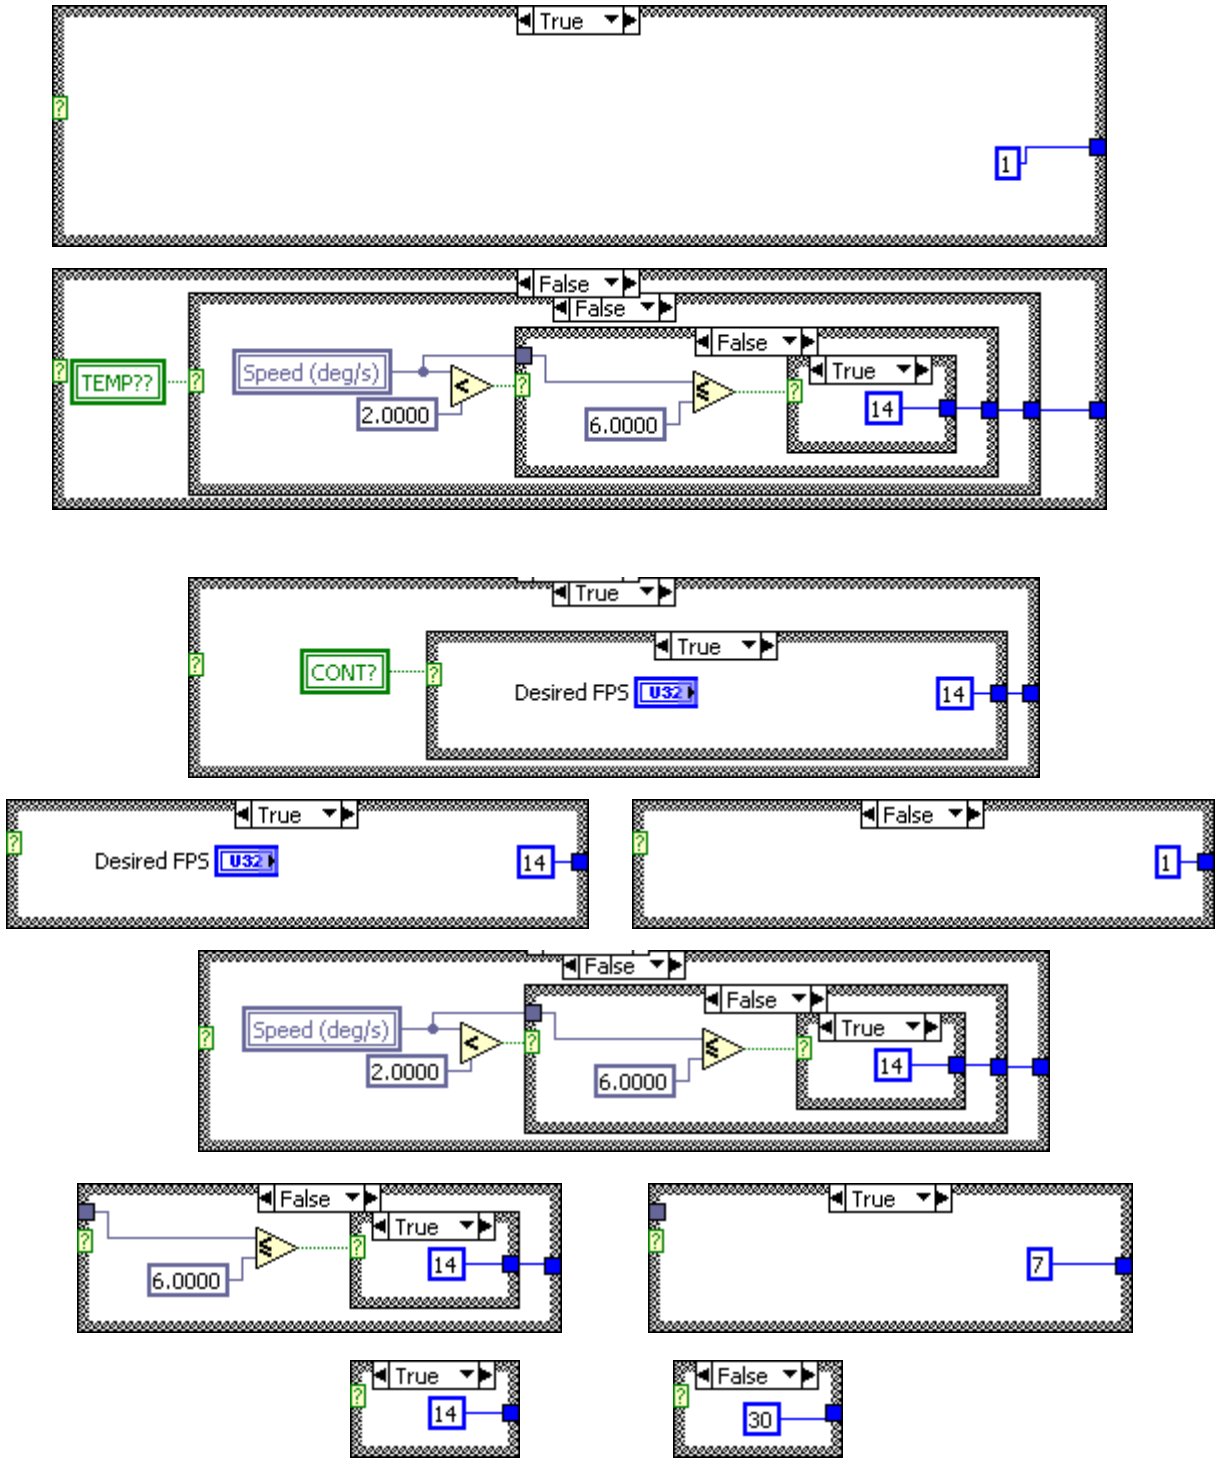 True
?
1
False
False
False
Speed (deg/s)
<
True
? TEMP?? ? ? ?
14
2.0000
≤
6.0000
True
True
? CONT? ?
Desired FPS U32 14
True False
? ?
Desired FPS U32 14 1
False
False
Speed (deg/s) < True
? ? ≤ ?
2.0000 6.0000 14
False True
True
? ≤ ? ?
6.0000 14 7
True False
? ?
14 30